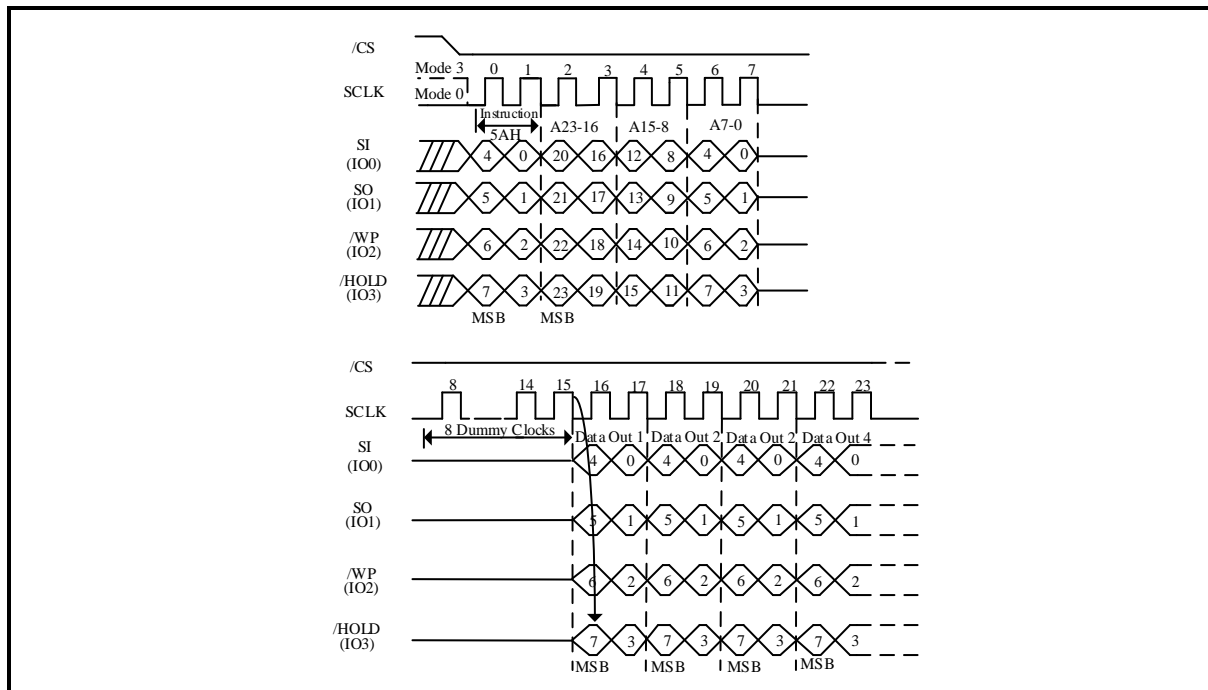 /CS
Mode 3 0 1 2 3 4 5 6 7
SCLK Mode 0
Instruction
5AH A23-16 A15-8 A7-0
SI
(IO0) 4 0 20 16 12 8 4 0
SO
(IO1) 5 1 21 17 13 9 5 1
/WP
(IO2) 6 2 22 18 14 10 6 2
/HOLD
(IO3) 7 3 23 19 15 11 7 3
MSB MSB
/CS
8 14 15 16 17 18 19 20 21 22 23
SCLK
8 Dummy Clocks Data Out 1 Data Out 2 Data Out 2 Data Out 4
SI
(IO0) 4 0 4 0 4 0 4 0
SO
(IO1) 5 1 5 1 5 1 5 1
/WP
(IO2) 6 2 6 2 6 2 6 2
/HOLD
(IO3) 7 3 7 3 7 3 7 3
MSB MSB MSB MSB